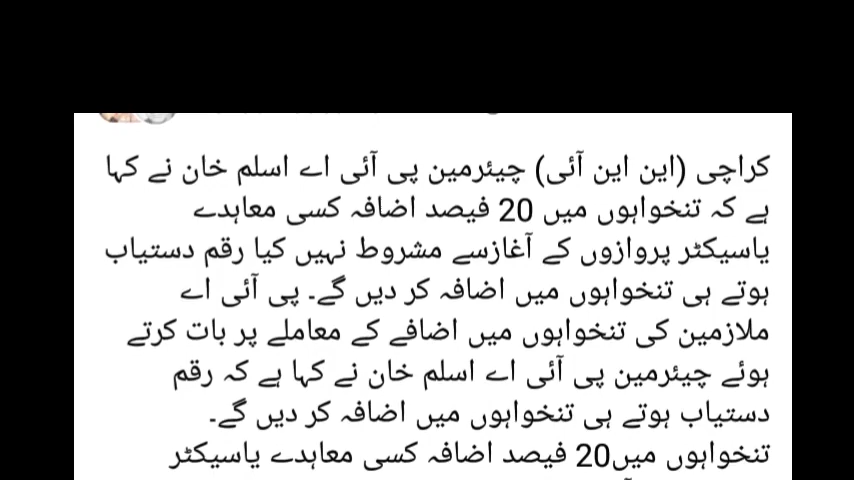 کراچی (این این آئی) چیئرمین پی آئی اے اسلم خان نے کہا
ہے کہ تنخواہوں میں 20 فیصد اضافہ کسی معاہدے
یاسیکٹر پروازوں کے آغازسے مشروط نہیں کیا رقم دستیاب
ہوتے ہی تنخواہوں میں اضافہ کر دیں گے۔ پی آئی اے
ملازمین کی تنخواہوں میں اضافے کے معاملے پر بات کرتے
ہوئے چیئرمین پی آئی اے اسلم خان نے کہا ہے کہ رقم
دستیاب ہوتے ہی تنخواہوں میں اضافہ کر دیں گے۔
تنخواہوں میں20 فیصد اضافہ کسی معاہدے یاسیکٹر